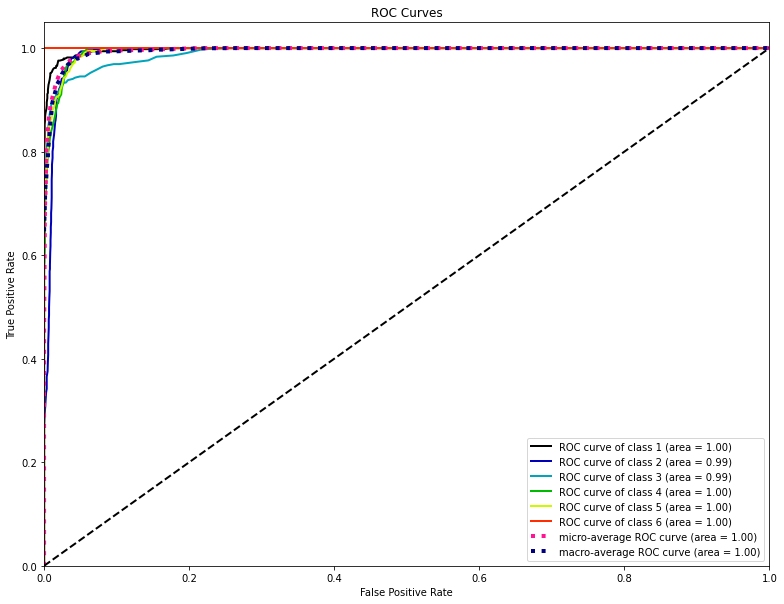 ROC Curves
True Positive Rate
1.0
0.8
0.6
0.4
0.2
0.0
ROC curve of class 1 (area = 1.00)
ROC curve of class 2 (area = 0.99)
ROC curve of class 3 (area = 0.99)
ROC curve of class 4 (area = 1.00)
ROC curve of class 5 (area = 1.00)
ROC curve of class 6 (area = 1.00)
micro-average ROC curve (area = 1.00)
macro-average ROC curve (area = 1.00)
0.0 0.2 0.4 0.6 0.8 1.0
False Positive Rate